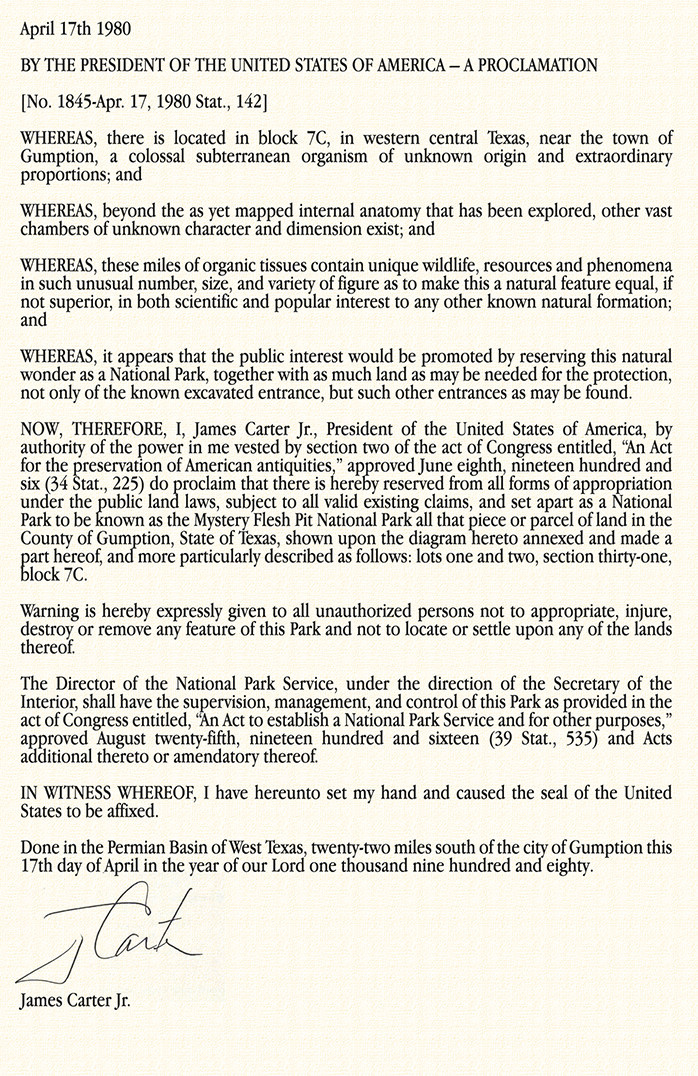 April 17th 1980
BY THE PRESIDENT OF THE UNITED STATES OF AMERICA – A PROCLAMATION
[No. 1845-Apr. 17, 1980 Stat., 142]
WHEREAS, there is located in block 7C, in western central Texas, near the town of
Gumption, a colossal subterranean organism of unknown origin and extraordinary
proportions; and
WHEREAS, beyond the as yet mapped internal anatomy that has been explored, other vast
chambers of unknown character and dimension exist; and
WHEREAS, these miles of organic tissues contain unique wildlife, resources and phenomena
in such unusual number, size, and variety of figure as to make this a natural feature equal, if
not superior, in both scientific and popular interest to any other known natural formation;
and
WHEREAS, it appears that the public interest would be promoted by reserving this natural
wonder as a National Park, together with as much land as may be needed for the protection,
not only of the known excavated entrance, but such other entrances as may be found.
NOW, THEREFORE, I, James Carter Jr., President of the United States of America, by
authority of the power in me vested by section two of the act of Congress entitled, “An Act
for the preservation of American antiquities,” approved June eighth, nineteen hundred and
six (34 Stat., 225) do proclaim that there is hereby reserved from all forms of appropriation
under the public land laws, subject to all valid existing claims, and set apart as a National
Park to be known as the Mystery Flesh Pit National Park all that piece or parcel of land in the
County of Gumption, State of Texas, shown upon the diagram hereto annexed and made a
part hereof, and more particularly described as follows: lots one and two, section thirty-one,
block 7C.
Warning is hereby expressly given to all unauthorized persons not to appropriate, injure,
destroy or remove any feature of this Park and not to locate or settle upon any of the lands
thereof.
The Director of the National Park Service, under the direction of the Secretary of the
Interior, shall have the supervision, management, and control of this Park as provided in the
act of Congress entitled, “An Act to establish a National Park Service and for other purposes,”
approved August twenty-fifth, nineteen hundred and sixteen (39 Stat., 535) and Acts
additional thereto or amendatory thereof.
IN WITNESS WHEREOF, I have hereunto set my hand and caused the seal of the United
States to be affixed.
Done in the Permian Basin of West Texas, twenty-two miles south of the city of Gumption this
17th day of April in the year of our Lord one thousand nine hundred and eighty.
J Carter
James Carter Jr.